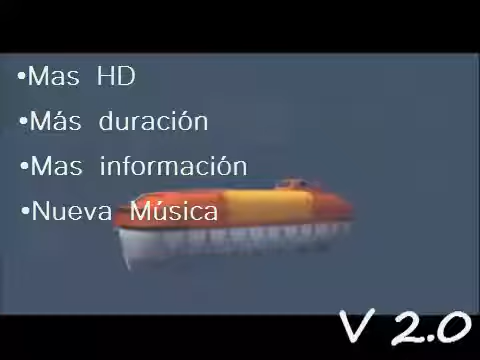 •Mas HD
•Más duración
•Mas información
•Nueva Música
V 2.0